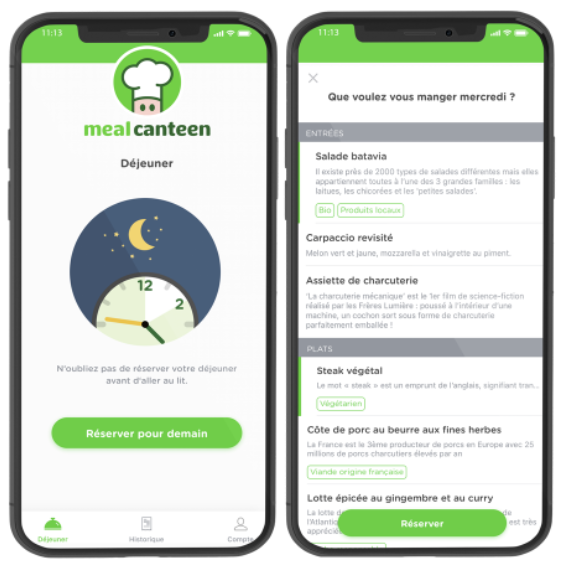 11:13
meal canteen
Déjeuner
12
2
N'oubliez pas de réserver votre déjeuner
avant d'aller au lit.
Réserver pour demain
Déjeuner
Historique
Compte
11:13
Que voulez vous manger mercredi ?
ENTRÉES
Salade batavia
Il existe près de 2000 types de salades différentes mais elles
appartiennent toutes à l'une des 3 grandes familles : les
laitues, les chicorées et les 'petites salades'.
Bio
Produits locaux
Carpaccio revisité
Melon vert et jaune, mozzarella et vinaigrette au piment.
Assiette de charcuterie
'La charcuterie mécanique' est le 1er film de science-fiction
réalisé par les Frères Lumière : poussé à l'intérieur d'une
machine, un cochon sort sous forme de charcuterie
parfaitement emballée !
PLATS
Steak végétal
Le mot « steak » est un emprunt de l'anglais, signifiant tran...
Végétarien
Côte de porc au beurre aux fines herbes
La France est le 3ème producteur de porcs en Europe avec 25
millions de porcs charcutiers élevés par an
Viande origine française
Lotte épicée au gingembre et au curry
La lotte de
l'Atlantiq est très
appréciée
Réserver